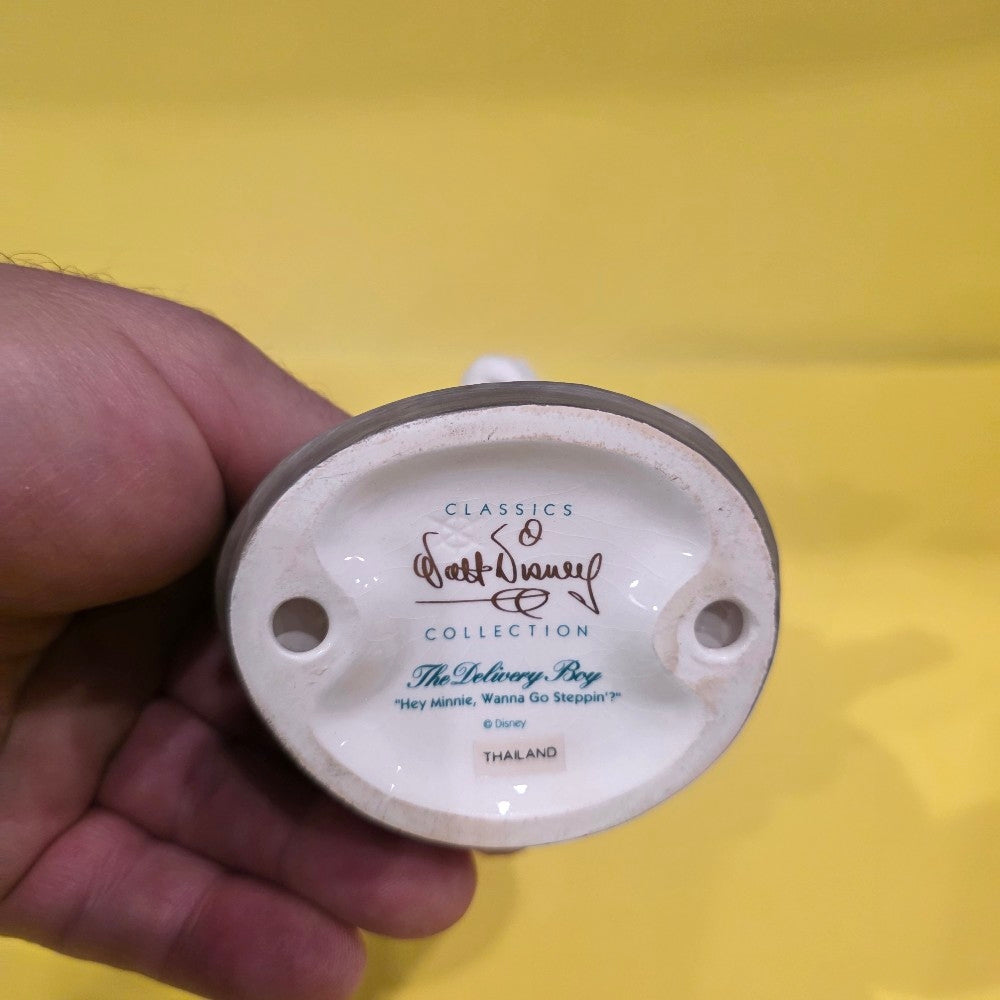 CLASSICS
Walt Disney
COLLECTION
The Delivery Boy
"Hey Minnie, Wanna Go Steppin'?"
© Disney
THAILAND